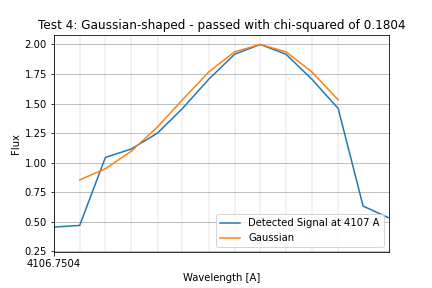 Test 4: Gaussian-shaped - passed with chi-squared of 0.1804
2.00
1.75
1.50
1.25
1.00
0.75
0.50
0.25
Flux
Detected Signal at 4107 A
Gaussian
4106.7504
Wavelength [A]